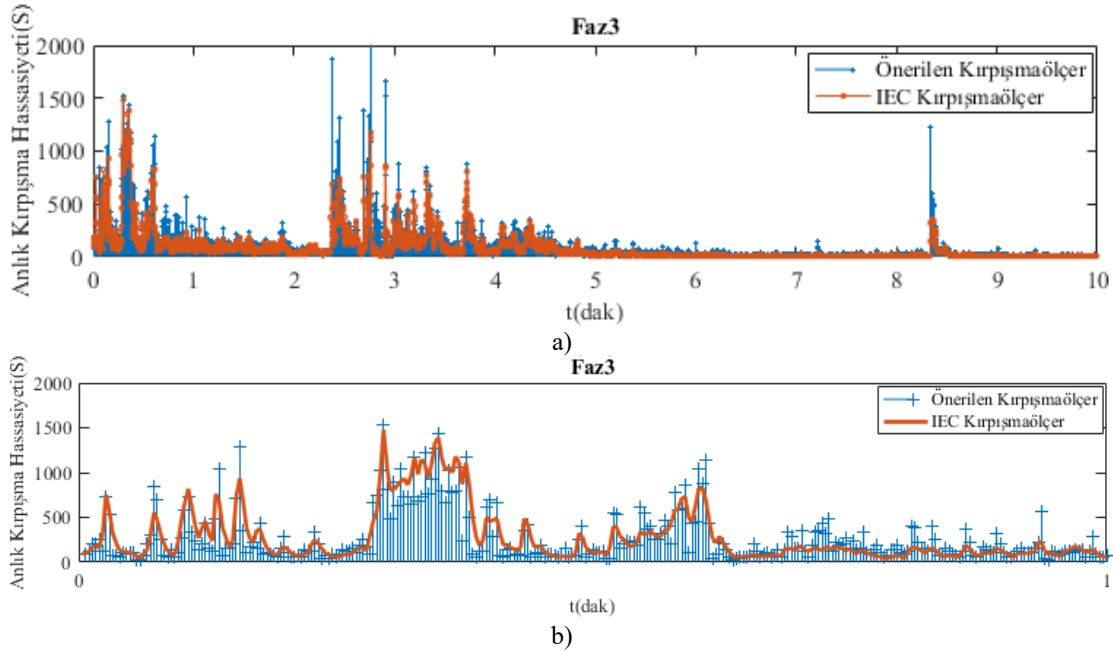 Faz3
Anlık Kırpışma Hassasiyeti(S)
2000
1500
1000
500
0
Önerilen Kırpışmaölçer
IEC Kırpışmaölçer
0 1 2 3 4 5 6 7 8 9 10
t(dak)
a)
Faz3
Anlık Kırpışma Hassasiyeti(S)
2000
1500
1000
500
0
Önerilen Kırpışmaölçer
IEC Kırpışmaölçer
0 1
t(dak)
b)